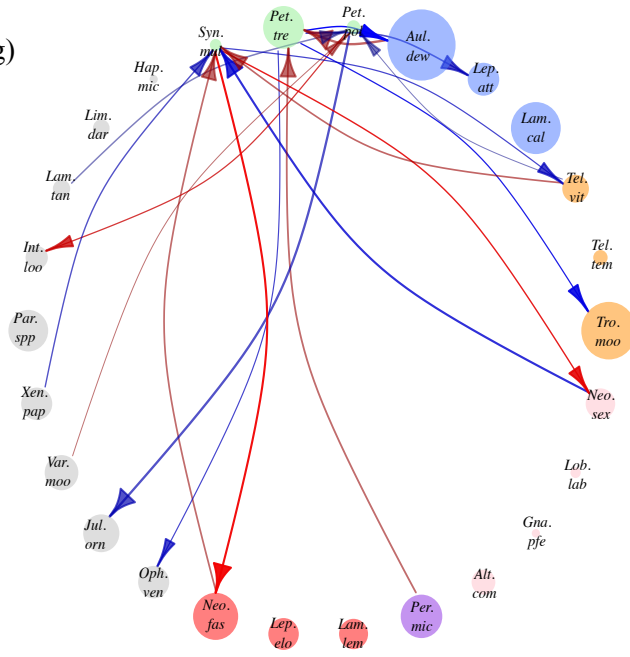 g)
Syn.
mul
Pet.
tre
Pet.
pol
Aul.
dew
Lep.
att
Lam.
cal
Tel.
vit
Tel.
tem
Tro.
moo
Neo.
sex
Lob.
lab
Gna.
pfe
Alt.
com
Per.
mic
Lam.
lem
Lep.
elo
Neo.
fas
Oph.
ven
Jul.
orn
Var.
moo
Xen.
pap
Par.
spp
Int.
loo
Lam.
tan
Lim.
dar
Hap.
mic